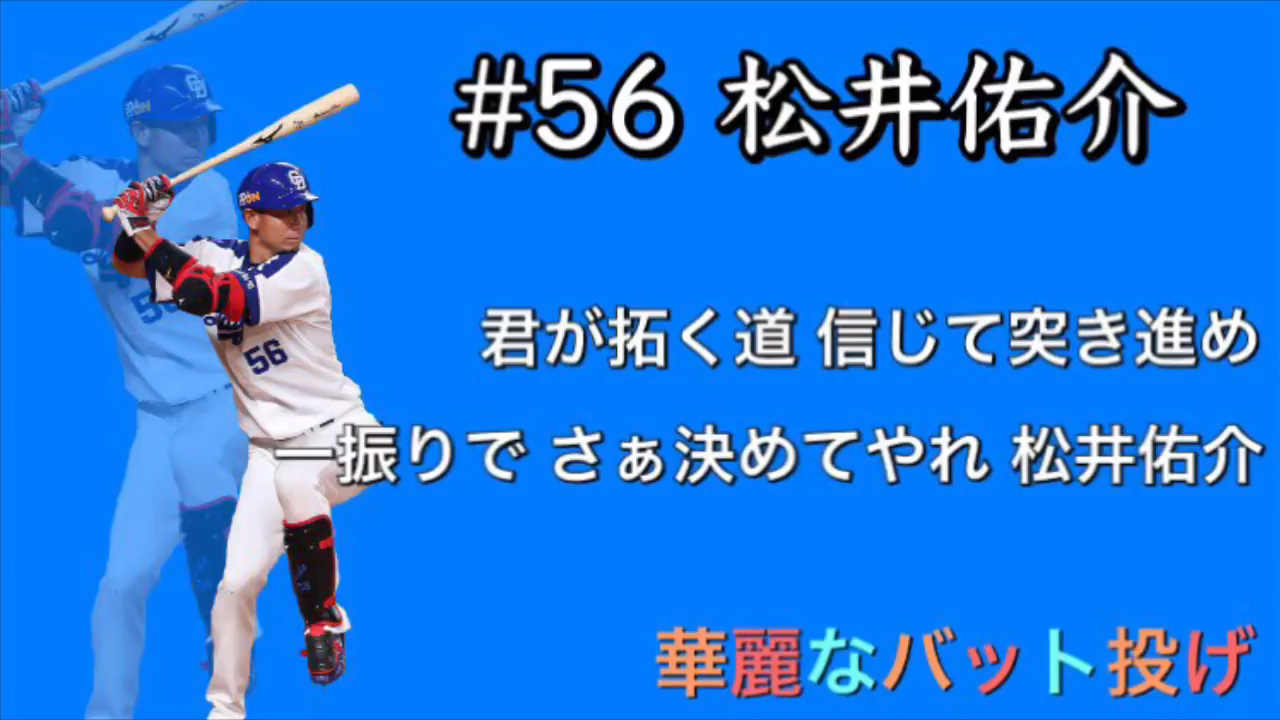 #56 松井佑介
君が拓く道 信じて突き進め
一振りで さぁ決めてやれ 松井佑介
華麗なバット投げ
56